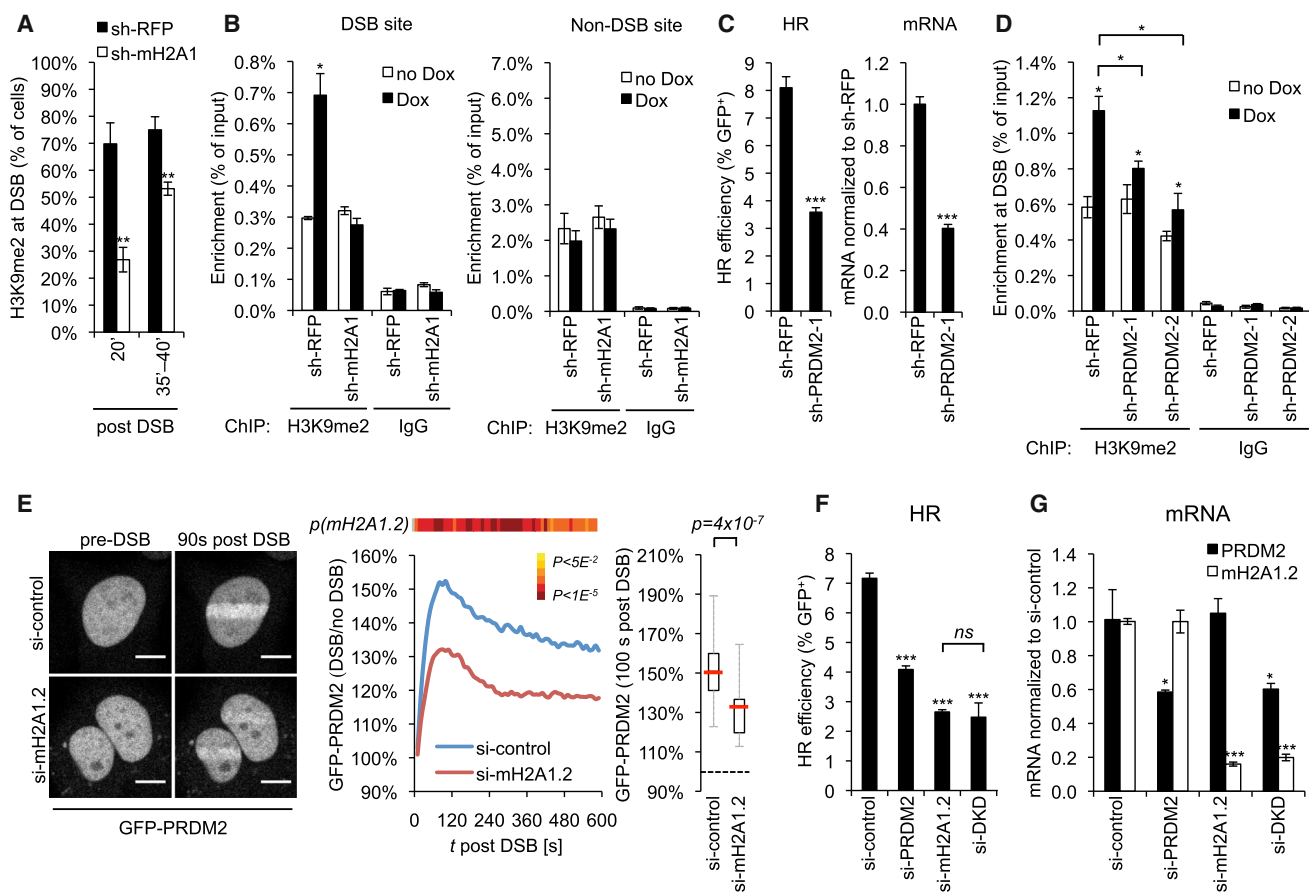 A
■ sh-RFP
□ sh-mH2A1
H3K9me2 at DSB (% of cells)
100%
90%
80%
70%
60%
50%
40%
30%
20%
10%
0%
**
**
20'
35'–40'
post DSB
B
DSB site
Enrichment (% of input)
0.8%
0.7%
0.6%
0.5%
0.4%
0.3%
0.2%
0.1%
0.0%
*
no Dox
Dox
sh-RFP
sh-mH2A1
sh-RFP
sh-mH2A1
ChIP: H3K9me2 IgG
Non-DSB site
Enrichment (% of input)
7.0%
6.0%
5.0%
4.0%
3.0%
2.0%
1.0%
0.0%
no Dox
Dox
sh-RFP
sh-mH2A1
sh-RFP
sh-mH2A1
H3K9me2 IgG
C
HR
HR efficiency (% GFP+)
9
8
7
6
5
4
3
2
1
0
***
sh-RFP
sh-PRDM2-1
mRNA
mRNA normalized to sh-RFP
1.2
1.0
0.8
0.6
0.4
0.2
0.0
***
sh-RFP
sh-PRDM2-1
D
Enrichment at DSB (% of input)
1.4%
1.2%
1.0%
0.8%
0.6%
0.4%
0.2%
0.0%
*
*
*
*
*
no Dox
Dox
sh-RFP
sh-PRDM2-1
sh-PRDM2-2
sh-RFP
sh-PRDM2-1
sh-PRDM2-2
ChIP: H3K9me2 IgG
E
pre-DSB 90s post DSB
si-control
si-mH2A1.2
GFP-PRDM2
p(mH2A1.2)
GFP-PRDM2 (DSB/no DSB)
160%
150%
140%
130%
120%
110%
100%
90%
P<5E-2
P<1E-5
si-control
si-mH2A1.2
0 120 240 360 480 600
t post DSB [s]
p=4x10-7
GFP-PRDM2 (100 s post DSB)
210%
190%
170%
150%
130%
110%
90%
si-control
si-mH2A1.2
F
HR
HR efficiency (% GFP+)
8
7
6
5
4
3
2
1
0
***
***
***
ns
si-control
si-PRDM2
si-mH2A1.2
si-DKD
G
mRNA
mRNA normalized to si-control
1.4
1.2
1.0
0.8
0.6
0.4
0.2
0.0
PRDM2
mH2A1.2
*
***
*
***
si-control
si-PRDM2
si-mH2A1.2
si-DKD